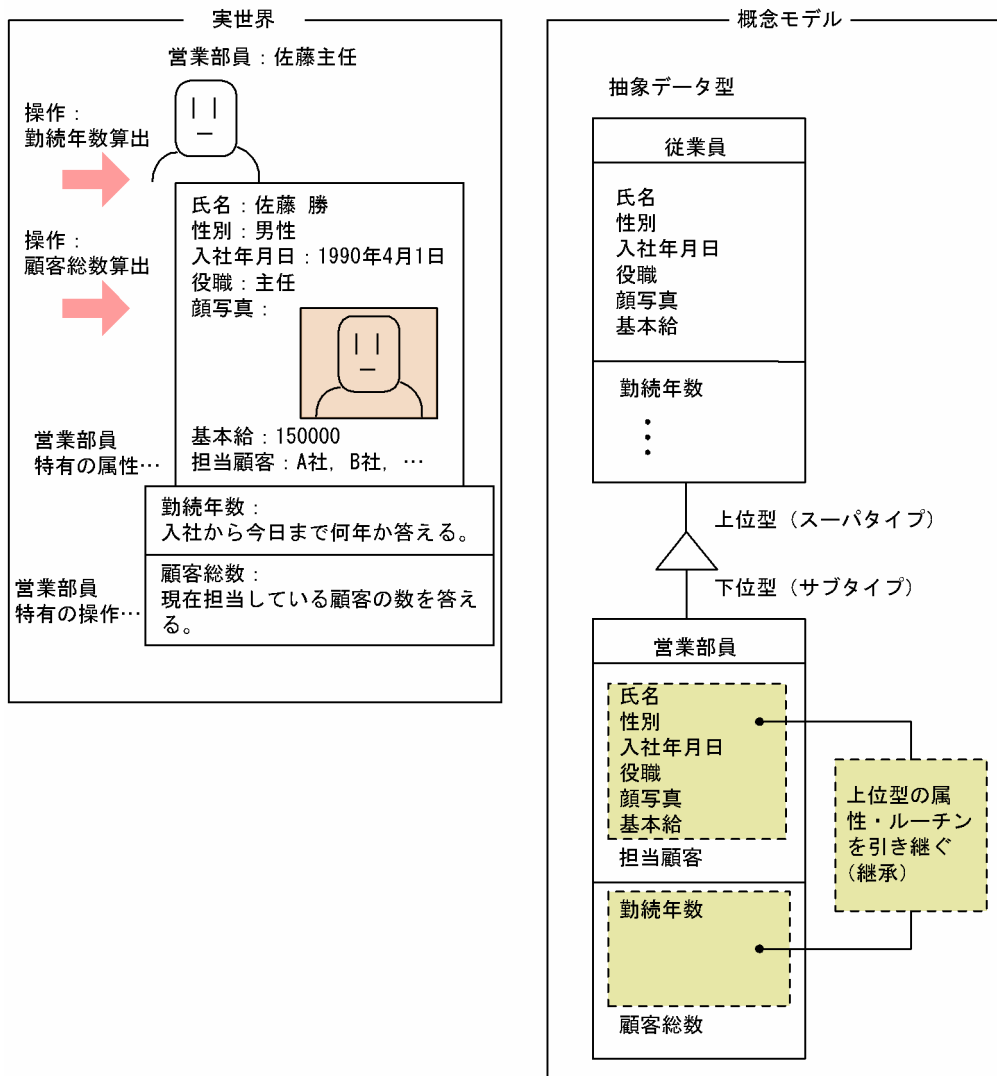 実世界
営業部員：佐藤主任
操作：
勤続年数算出
操作：
顧客総数算出
氏名：佐藤 勝
性別：男性
入社年月日：1990年4月1日
役職：主任
顔写真：
基本給：150000
担当顧客：A社，B社，…
営業部員
特有の属性…
勤続年数：
入社から今日まで何年か答える。
顧客総数：
現在担当している顧客の数を答え
る。
営業部員
特有の操作…
概念モデル
抽象データ型
従業員
氏名
性別
入社年月日
役職
顔写真
基本給
勤続年数
上位型（スーパタイプ）
下位型（サブタイプ）
営業部員
氏名
性別
入社年月日
役職
顔写真
基本給
担当顧客
勤続年数
顧客総数
上位型の属
性・ルーチン
を引き継ぐ
(継承)